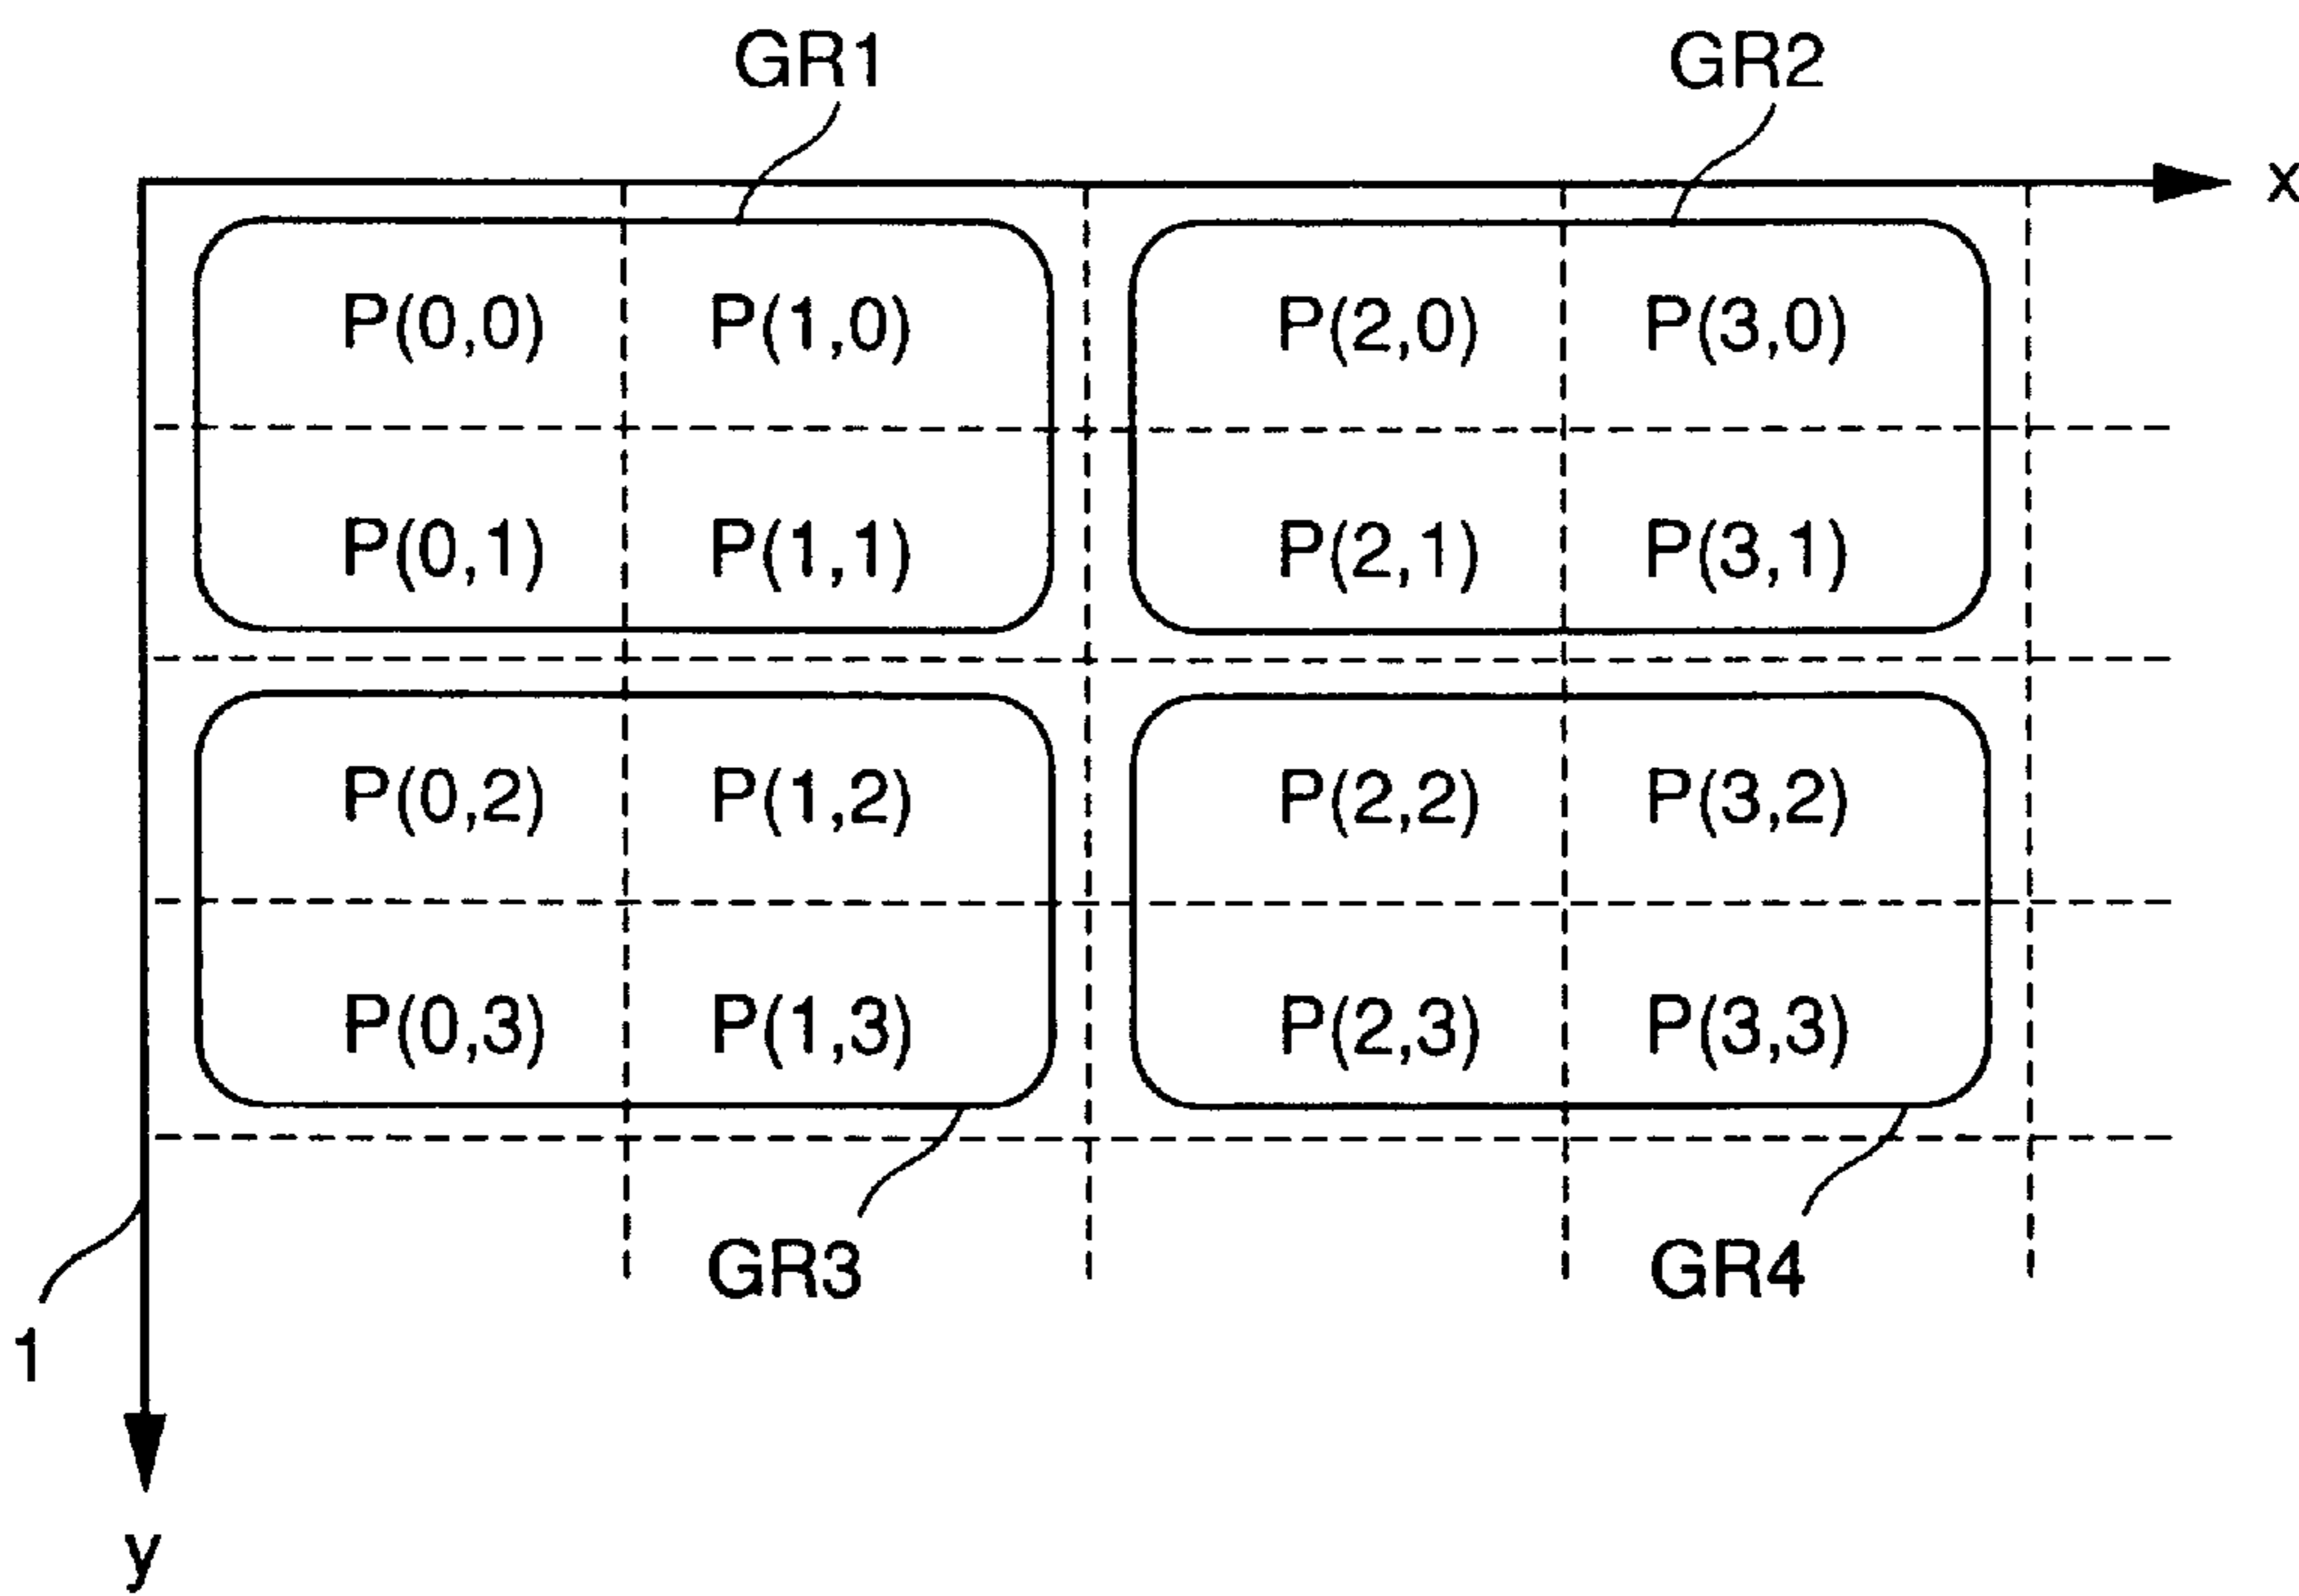 GR1 GR2
x
P(0,0) P(1,0) P(2,0) P(3,0)
P(0,1) P(1,1) P(2,1) P(3,1)
P(0,2) P(1,2) P(2,2) P(3,2)
P(0,3) P(1,3) P(2,3) P(3,3)
GR3 GR4
1
y